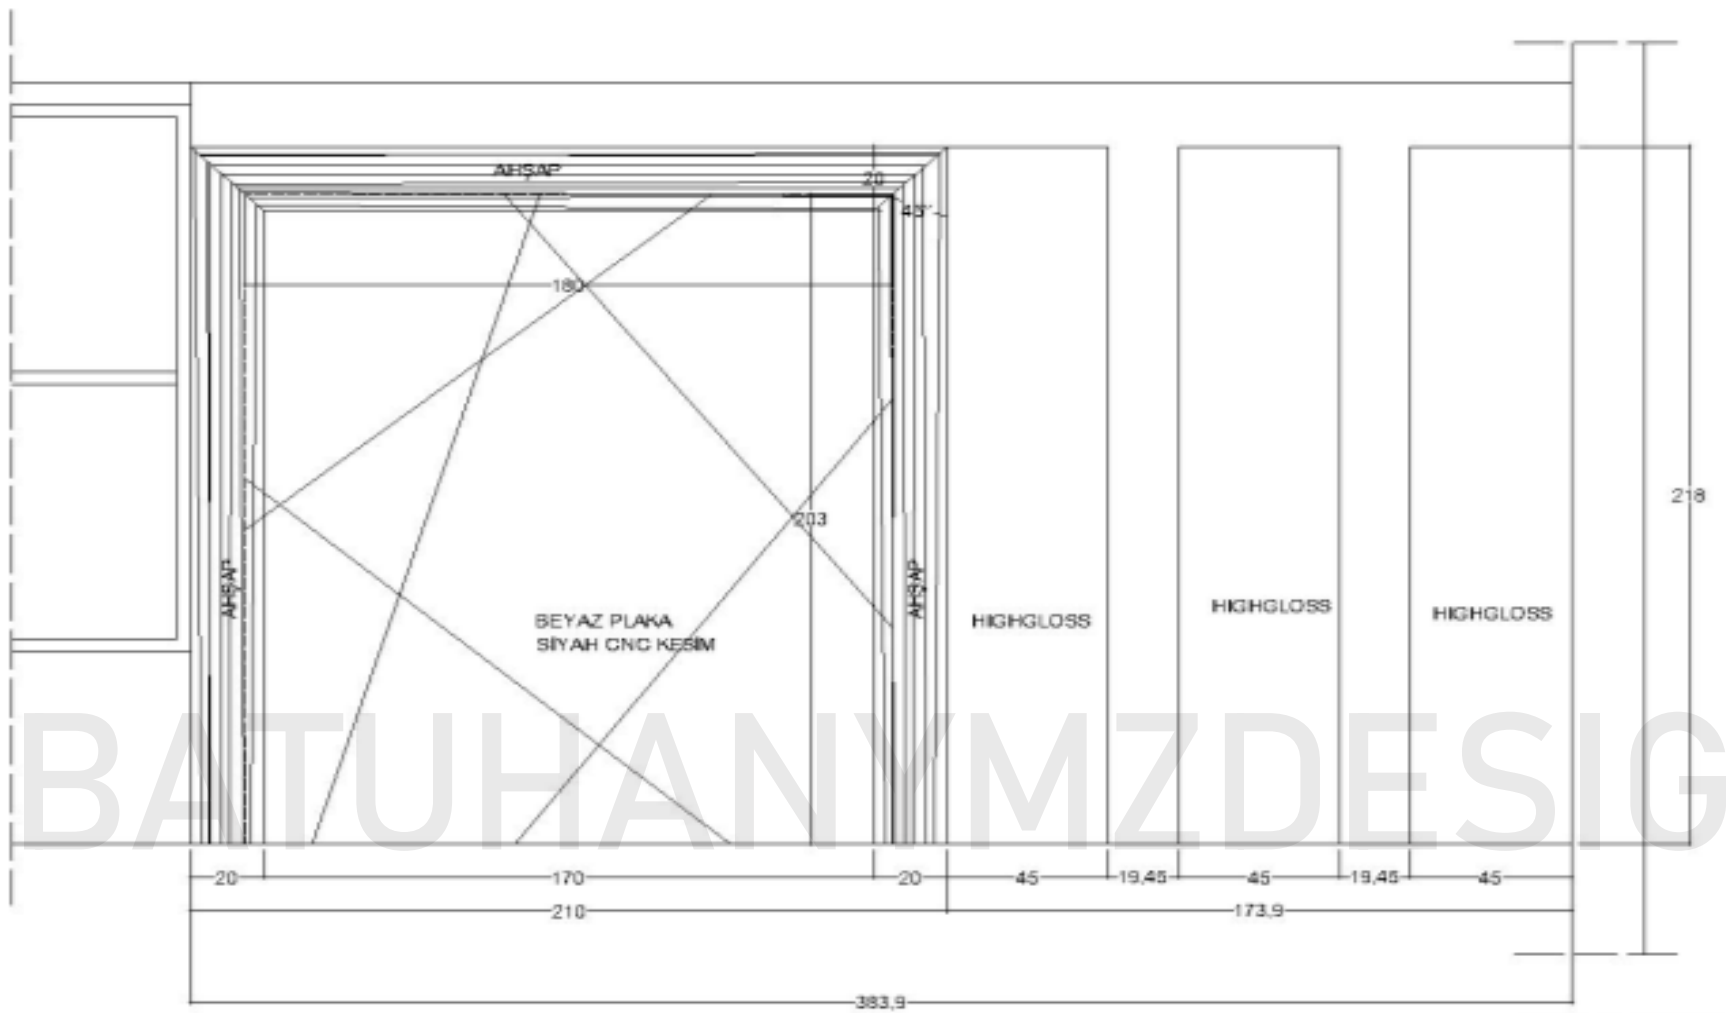 AHŞAP
20
45°
180
218
203
AHŞAP
AHŞAP
BEYAZ PLAKA
SİYAH CNC KESİM
HIGHGLOSS
HIGHGLOSS
HIGHGLOSS
BATUHANYMZDESIG
20 170 20 45 19,45 45 19,45 45
210 173,9
383,9